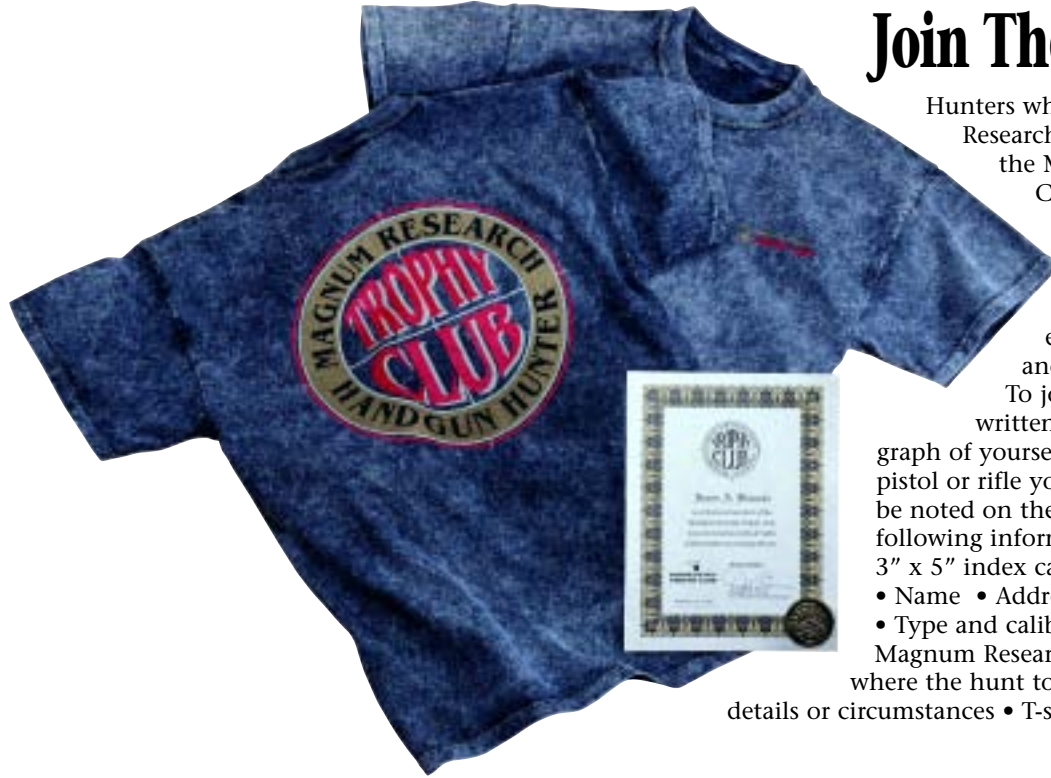 Join Th
Hunters wh
Research
the M
C
e
and
To jo
written
graph of yourse
pistol or rifle yo
be noted on the
following inform
3” x 5” index ca
• Name • Addre
• Type and calib
Magnum Resear
where the hunt to
details or circumstances • T-s
MAGNUM RESEARCH
TROPHY
CLUB
HANDGUN HUNTER
TROPHY
CLUB